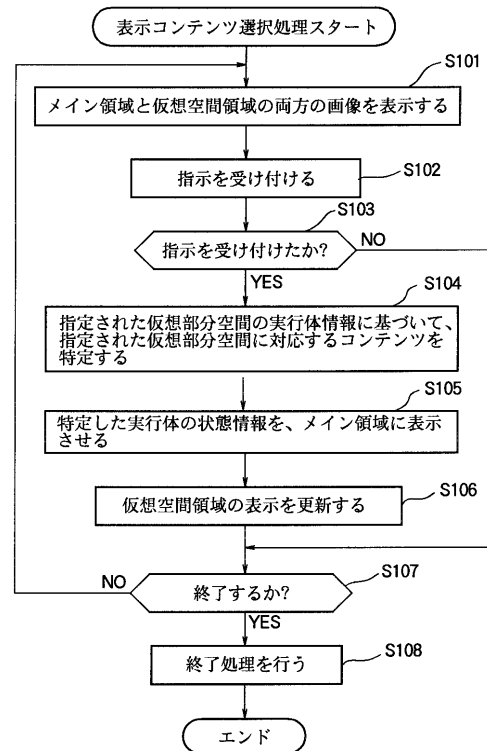 表示コンテンツ選択処理スタート
S101
メイン領域と仮想空間領域の両方の画像を表示する
S102
指示を受け付ける
S103
指示を受け付けたか?
NO
YES
S104
指定された仮想部分空間の実行体情報に基づいて、
指定された仮想部分空間に対応するコンテンツを
特定する
S105
特定した実行体の状態情報を、メイン領域に表示
させる
S106
仮想空間領域の表示を更新する
NO
S107
終了するか?
YES
S108
終了処理を行う
エンド